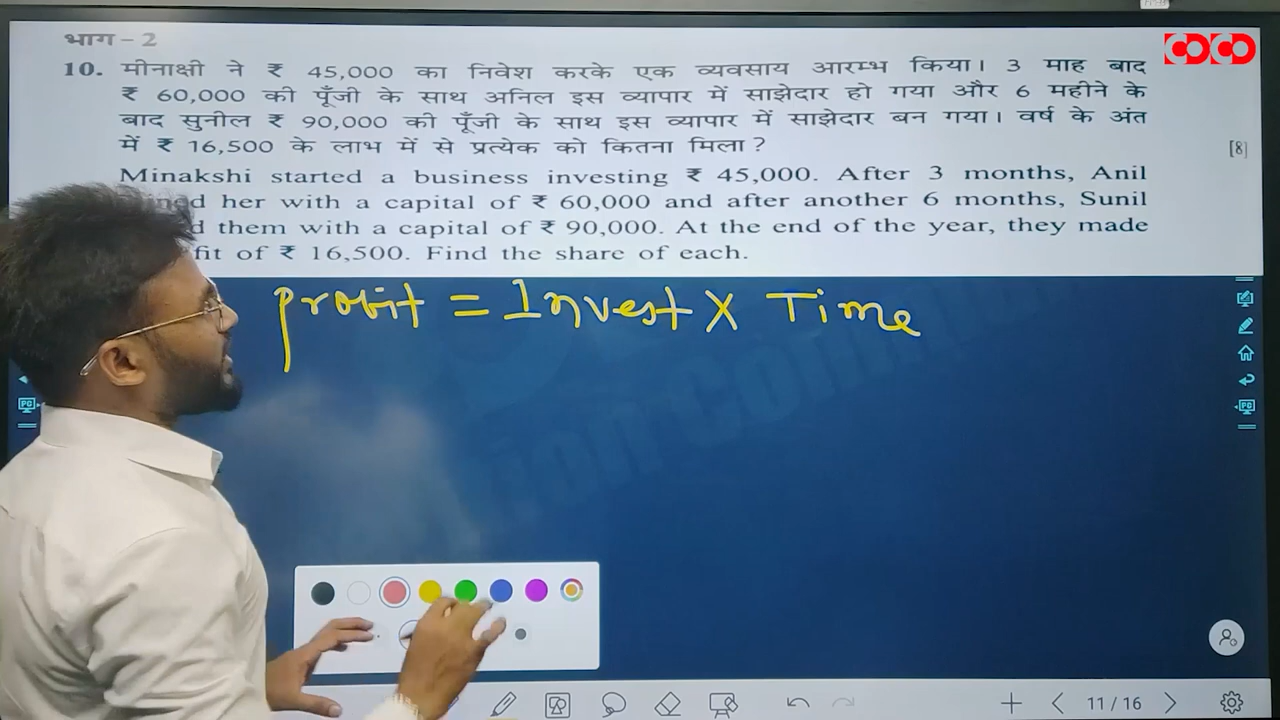 भाग – 2
COCO
10. मीनाक्षी ने ₹ 45,000 का निवेश करके एक व्यवसाय आरम्भ किया। 3 माह बाद
₹ 60,000 की पूँजी के साथ अनिल इस व्यापार में साझेदार हो गया और 6 महीने के
बाद सुनील ₹ 90,000 की पूँजी के साथ इस व्यापार में साझेदार बन गया। वर्ष के अंत
में ₹ 16,500 के लाभ में से प्रत्येक को कितना मिला ? [8]
Minakshi started a business investing ₹ 45,000. After 3 months, Anil
her with a capital of ₹ 60,000 and after another 6 months, Sunil
them with a capital of ₹ 90,000. At the end of the year, they made
of ₹ 16,500. Find the share of each.
Profit = Invest X Time
PC
PC
11 / 16